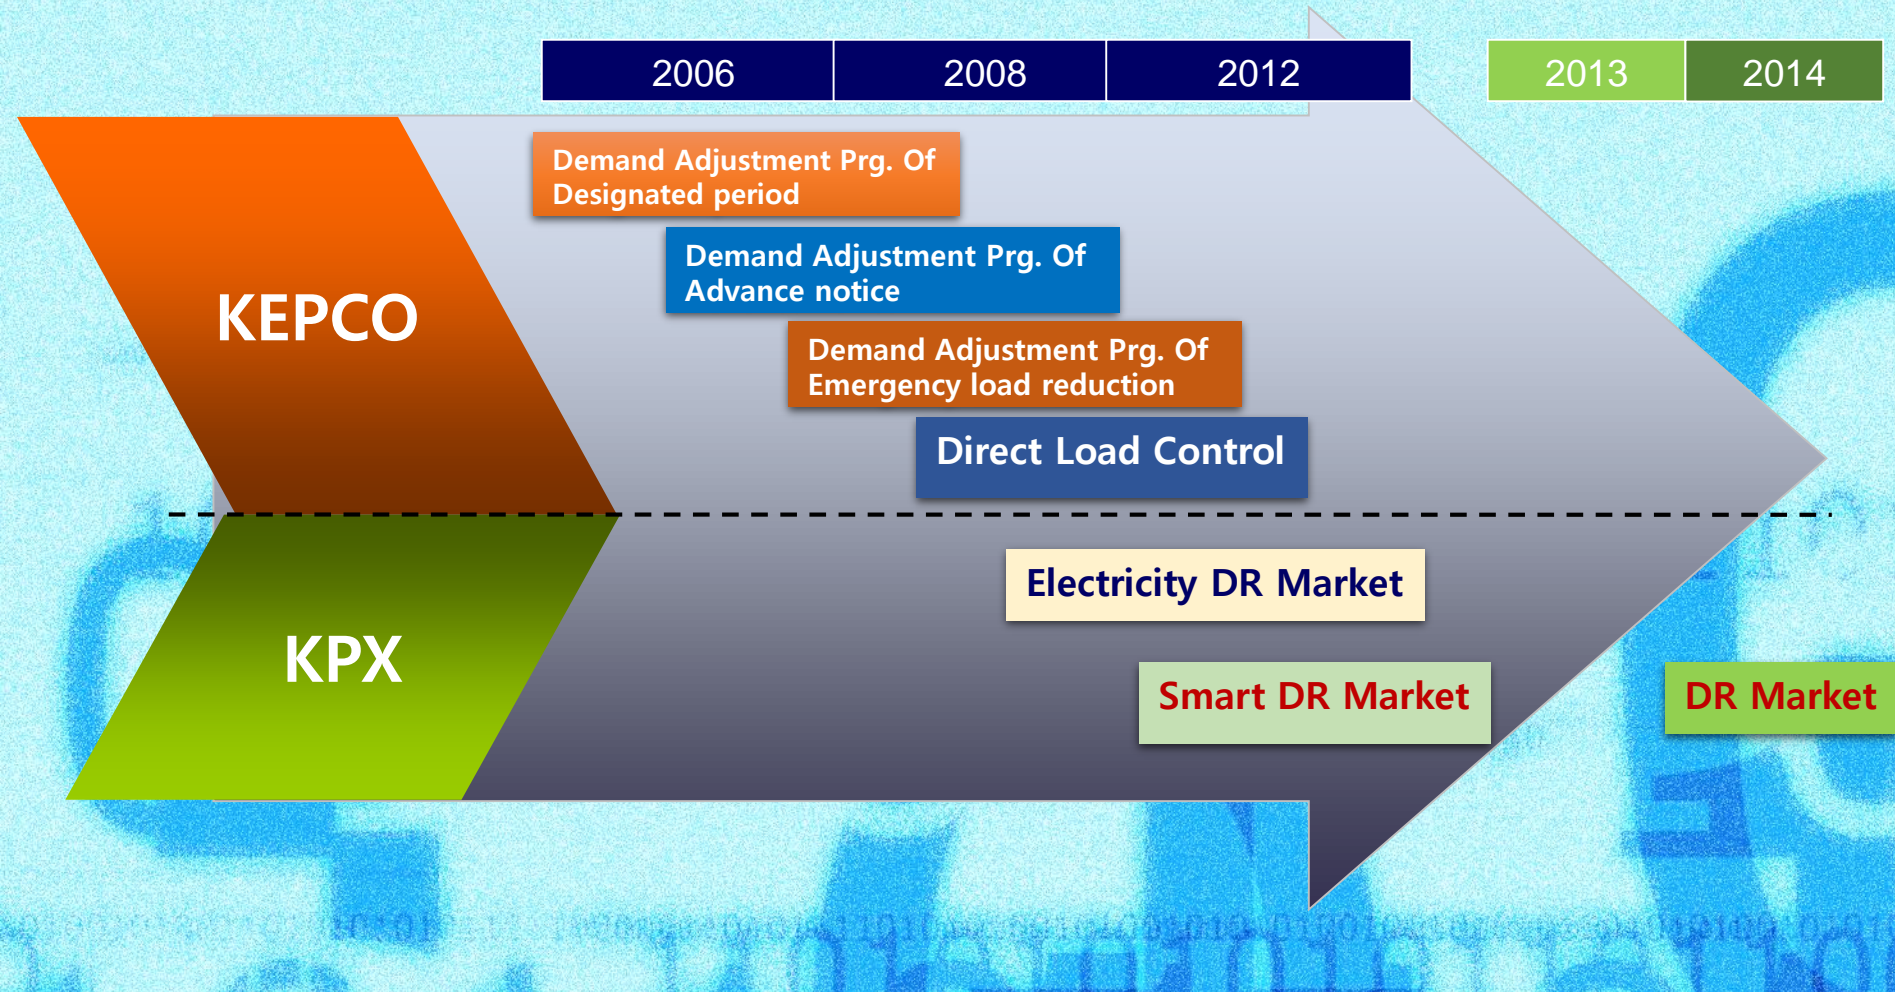 2006
2008
2012
2013
2014
Demand Adjustment Prg. Of
Designated period
Demand Adjustment Prg. Of
Advance notice
KEPCO
Demand Adjustment Prg. Of
Emergency load reduction
Direct Load Control
Electricity DR Market
KPX
Smart DR Market
DR Market